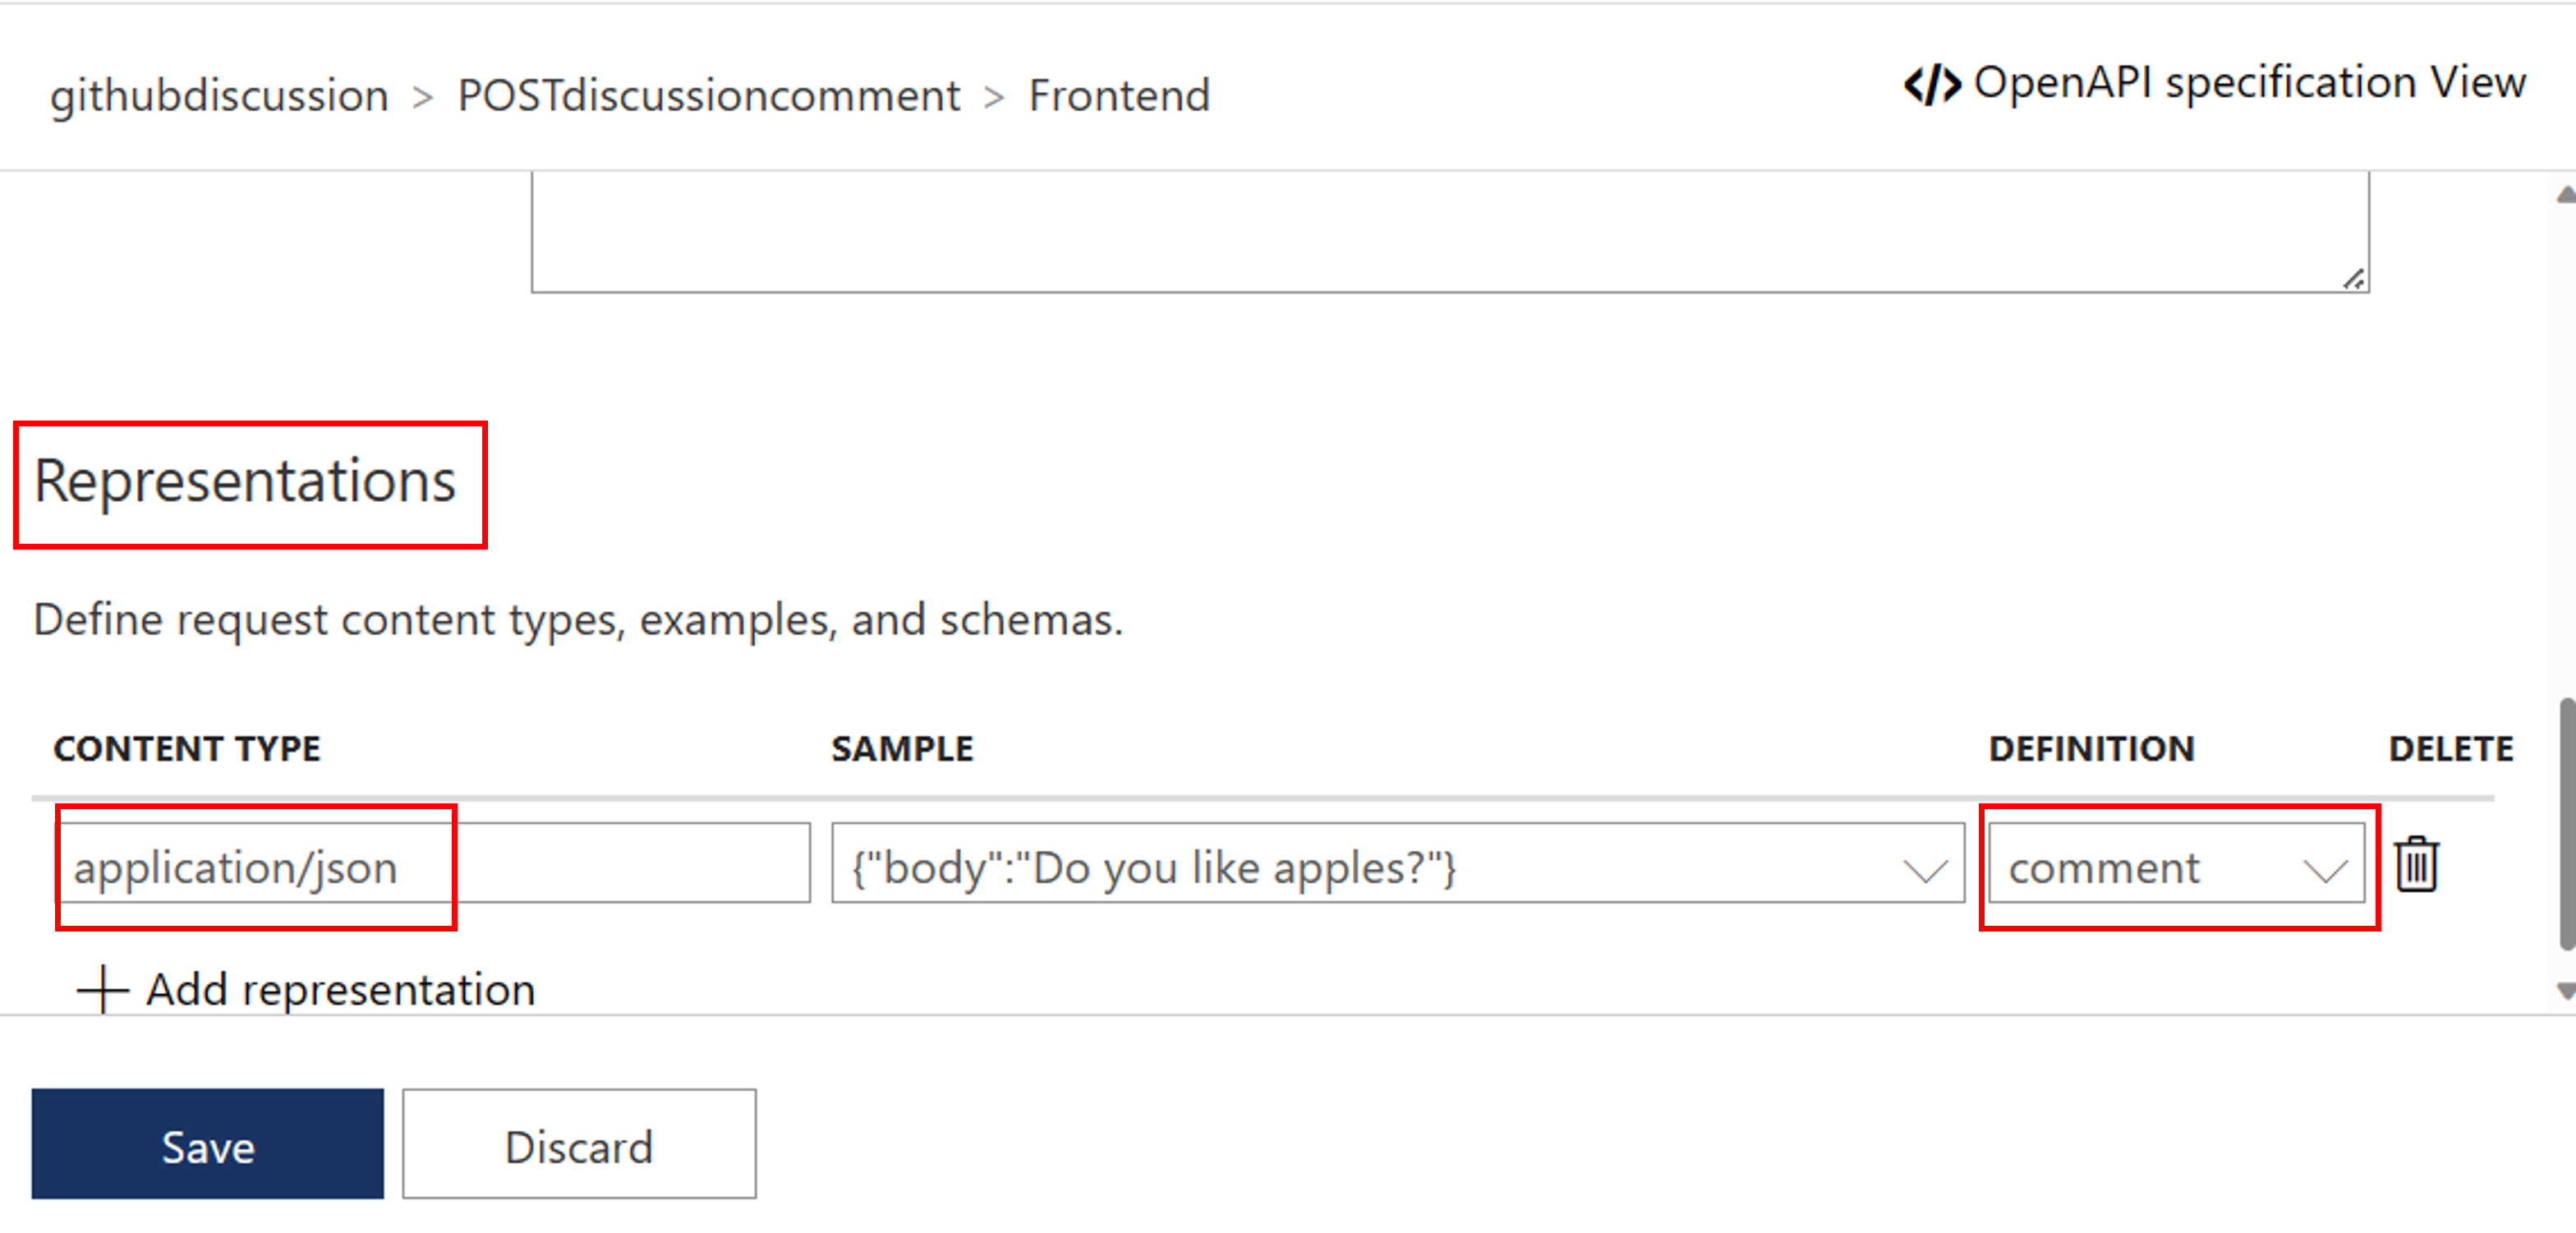 githubdiscussion > POSTdiscussioncomment > Frontend
</> OpenAPI specification View
Representations
Define request content types, examples, and schemas.
CONTENT TYPE SAMPLE DEFINITION DELETE
application/json {"body":"Do you like apples?"} comment
Add representation
Save Discard